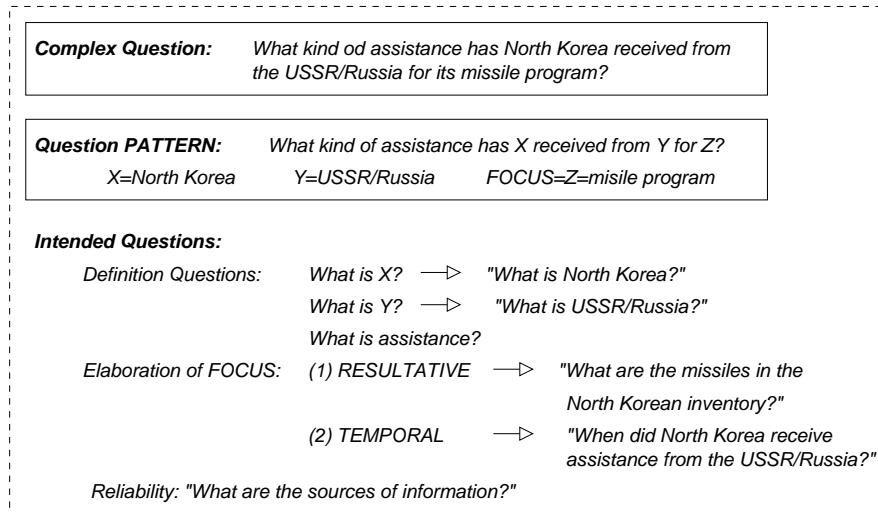 Complex Question: What kind od assistance has North Korea received from
the USSR/Russia for its missile program?
Question PATTERN: What kind of assistance has X received from Y for Z?
X=North Korea Y=USSR/Russia FOCUS=Z=misile program
Intended Questions:
Definition Questions: What is X? "What is North Korea?"
What is Y? "What is USSR/Russia?"
What is assistance?
Elaboration of FOCUS: (1) RESULTATIVE "What are the missiles in the
North Korean inventory?"
(2) TEMPORAL "When did North Korea receive
assistance from the USSR/Russia?"
Reliability: "What are the sources of information?"